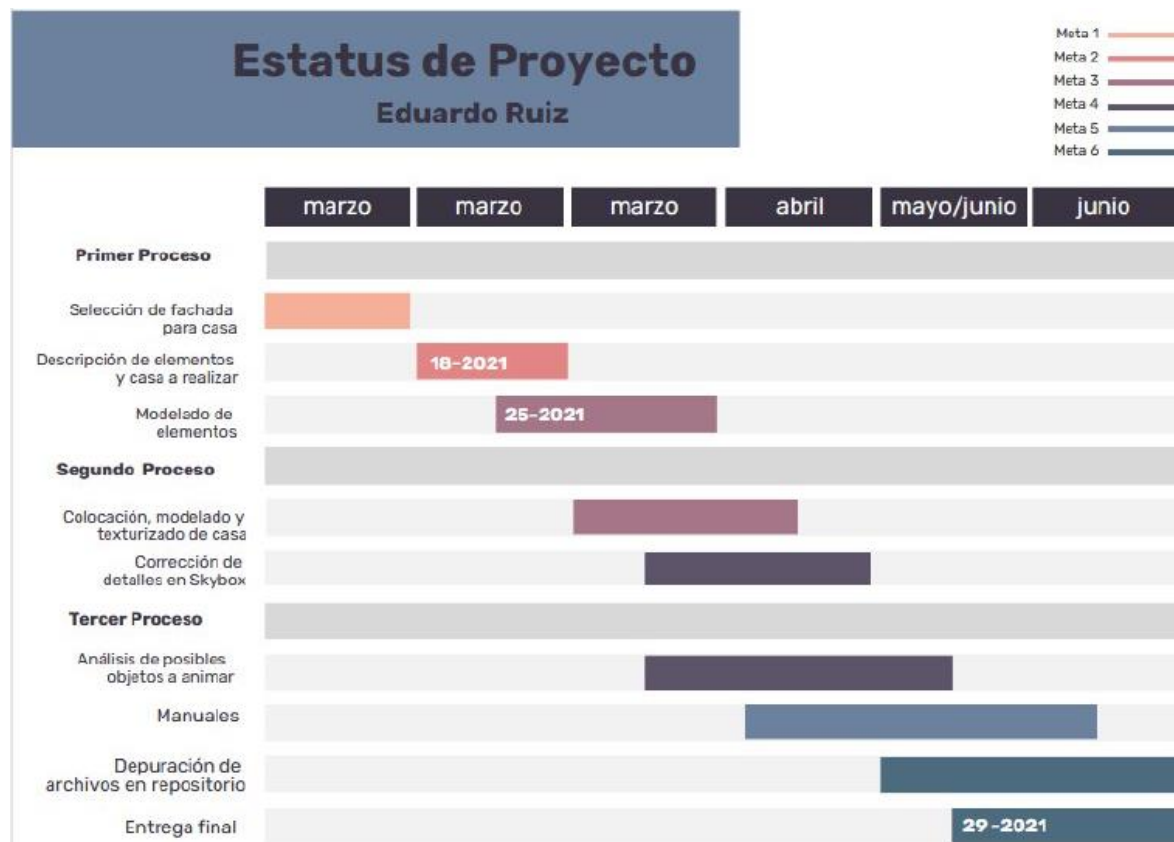 Estatus de Proyecto
Eduardo Ruiz
Meta 1
Meta 2
Meta 3
Meta 4
Meta 5
Meta 6
marzo marzo marzo abril mayo/junio junio
Primer Proceso
Selección de fachada
para casa
Descripción de elementos
y casa a realizar
18-2021
Modelado de
elementos
25-2021
Segundo Proceso
Colocación, modelado y
texturizado de casa
Corrección de
detalles en Skybox
Tercer Proceso
Análisis de posibles
objetos a animar
Manuales
Depuración de
archivos en repositorio
Entrega final
29-2021